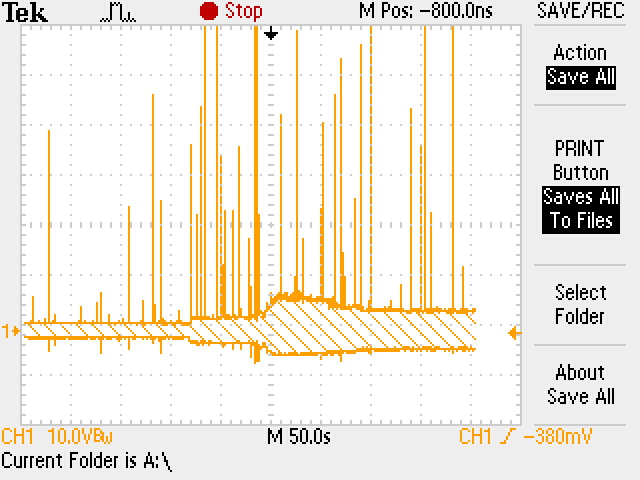 Tek Stop M Pos: -800.0ns SAVE/REC
Action
Save All
PRINT
Button
Saves All
To Files
Select
Folder
About
Save All
1
CH1 10.0VBw M 50.0s CH1 -380mV
Current Folder is A:\